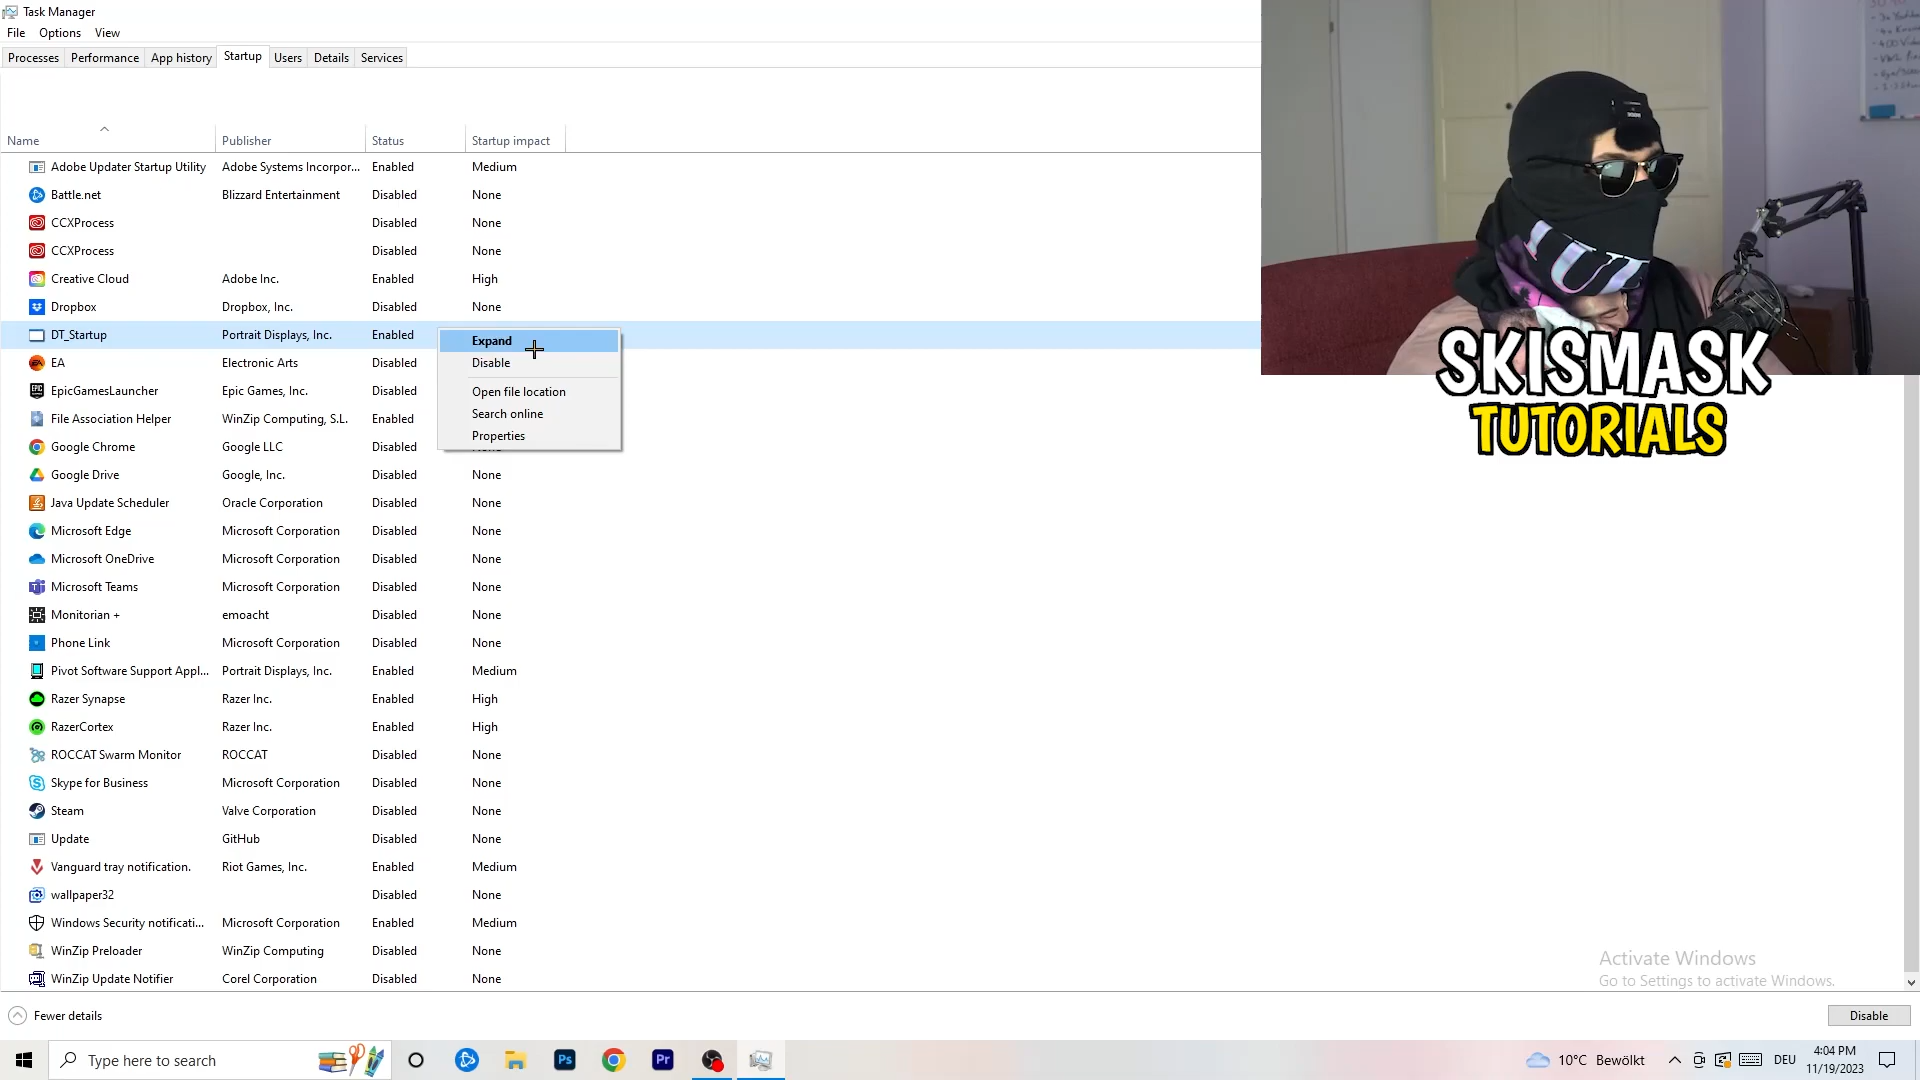 Task Manager
File Options View
Processes Performance App history Startup Users Details Services
Name Publisher Status Startup impact
Adobe Updater Startup Utility Adobe Systems Incorpor... Enabled Medium
Battle.net Blizzard Entertainment Disabled None
CCXProcess Disabled None
CCXProcess Disabled None
Creative Cloud Adobe Inc. Enabled High
Dropbox Dropbox, Inc. Disabled None
DT_Startup Portrait Displays, Inc. Enabled
EA Electronic Arts Disabled
EpicGamesLauncher Epic Games, Inc. Disabled
File Association Helper WinZip Computing, S.L. Enabled
Google Chrome Google LLC Disabled
Google Drive Google, Inc. Disabled None
Java Update Scheduler Oracle Corporation Disabled None
Microsoft Edge Microsoft Corporation Disabled None
Microsoft OneDrive Microsoft Corporation Disabled None
Microsoft Teams Microsoft Corporation Disabled None
Monitorian + emoacht Disabled None
Phone Link Microsoft Corporation Disabled None
Pivot Software Support Appl... Portrait Displays, Inc. Enabled Medium
Razer Synapse Razer Inc. Enabled High
RazerCortex Razer Inc. Enabled High
ROCCAT Swarm Monitor ROCCAT Disabled None
Skype for Business Microsoft Corporation Disabled None
Steam Valve Corporation Disabled None
Update GitHub Disabled None
Vanguard tray notification. Riot Games, Inc. Enabled Medium
wallpaper32 Disabled None
Windows Security notificati... Microsoft Corporation Enabled Medium
WinZip Preloader WinZip Computing Disabled None
WinZip Update Notifier Corel Corporation Disabled None
Expand
Disable
Open file location
Search online
Properties
SKISMASK
TUTORIALS
Activate Windows
Go to Settings to activate Windows.
Fewer details
Disable
Type here to search
Ps
Pr
10°C Bewölkt
DEU
4:04 PM
11/19/2023